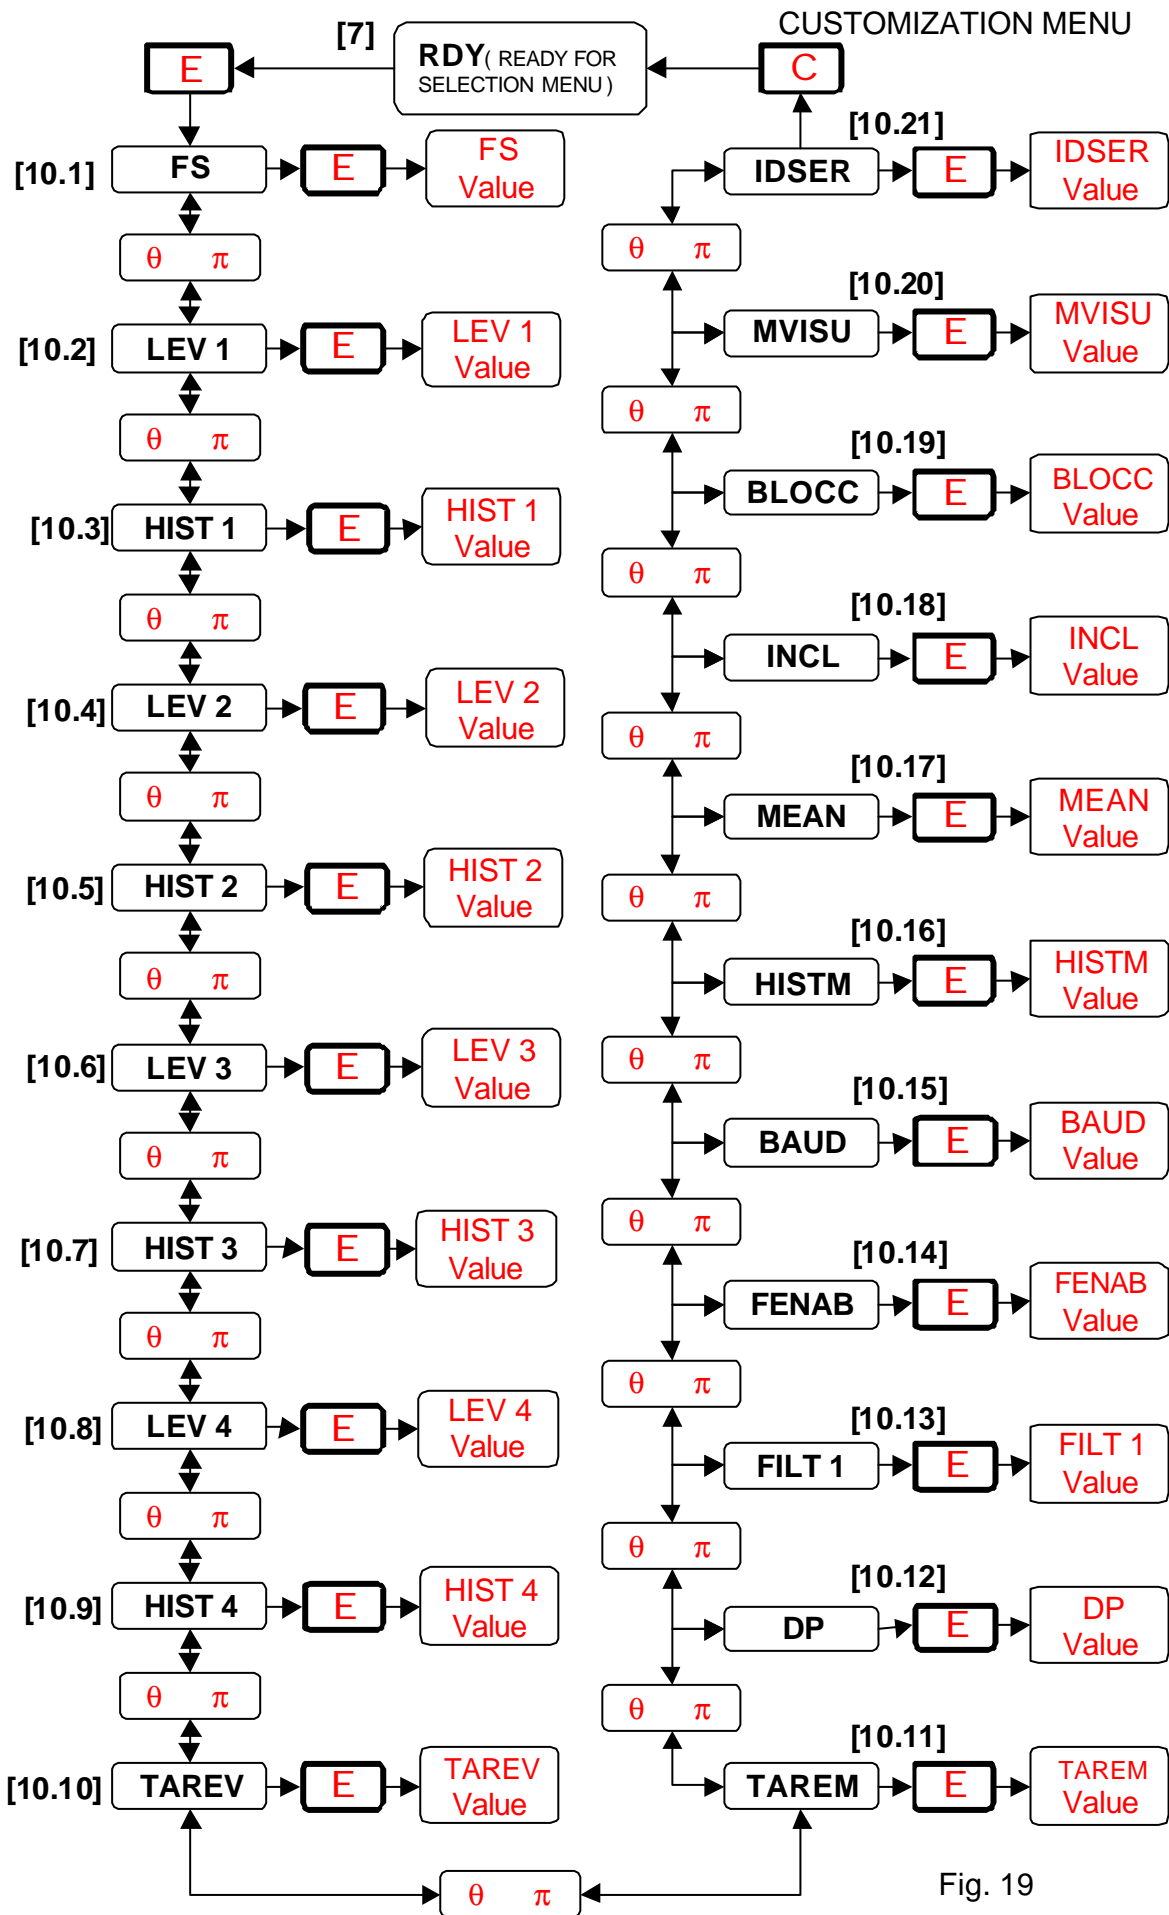 CUSTOMIZATION MENU
[7]
E
RDY( READY FOR
SELECTION MENU )
C
[10.1]
FS
E
FS
Value
θ π
[10.2]
LEV 1
E
LEV 1
Value
θ π
[10.3]
HIST 1
E
HIST 1
Value
θ π
[10.4]
LEV 2
E
LEV 2
Value
θ π
[10.5]
HIST 2
E
HIST 2
Value
θ π
[10.6]
LEV 3
E
LEV 3
Value
θ π
[10.7]
HIST 3
E
HIST 3
Value
θ π
[10.8]
LEV 4
E
LEV 4
Value
θ π
[10.9]
HIST 4
E
HIST 4
Value
θ π
[10.10]
TAREV
E
TAREV
Value
θ π
[10.21]
IDSER
E
IDSER
Value
θ π
[10.20]
MVISU
E
MVISU
Value
θ π
[10.19]
BLOCC
E
BLOCC
Value
θ π
[10.18]
INCL
E
INCL
Value
θ π
[10.17]
MEAN
E
MEAN
Value
θ π
[10.16]
HISTM
E
HISTM
Value
θ π
[10.15]
BAUD
E
BAUD
Value
θ π
[10.14]
FENAB
E
FENAB
Value
θ π
[10.13]
FILT 1
E
FILT 1
Value
θ π
[10.12]
DP
E
DP
Value
θ π
[10.11]
TAREM
E
TAREM
Value
Fig. 19